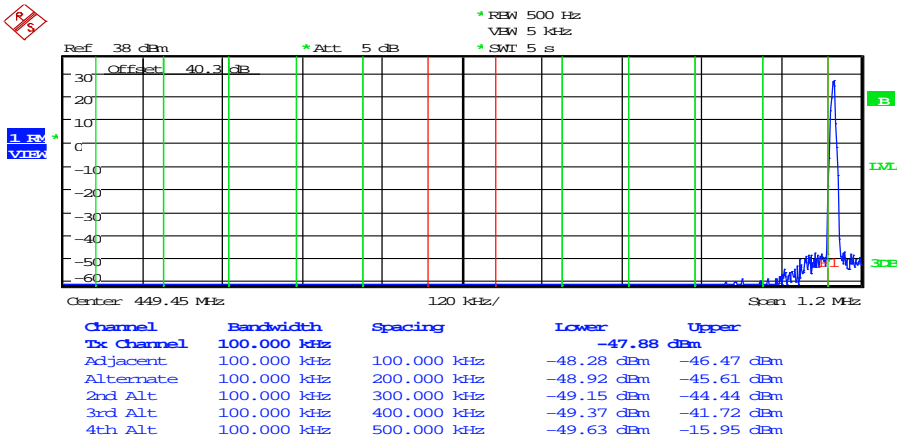 R S
* RBW 500 Hz
VBW 5 kHz
Ref 38 dBm * Att 5 dB * SWT 5 s
Offset 40.3 dB
30
20
10
0
-10
-20
-30
-40
-50
-60
1 RM *
VIEW
B
LVL
3DB
Center 449.45 MHz 120 kHz/ Span 1.2 MHz
Channel Bandwidth Spacing Lower Upper
Tx Channel 100.000 kHz -47.88 dBm
Adjacent 100.000 kHz 100.000 kHz -48.28 dBm -46.47 dBm
Alternate 100.000 kHz 200.000 kHz -48.92 dBm -45.61 dBm
2nd Alt 100.000 kHz 300.000 kHz -49.15 dBm -44.44 dBm
3rd Alt 100.000 kHz 400.000 kHz -49.37 dBm -41.72 dBm
4th Alt 100.000 kHz 500.000 kHz -49.63 dBm -15.95 dBm